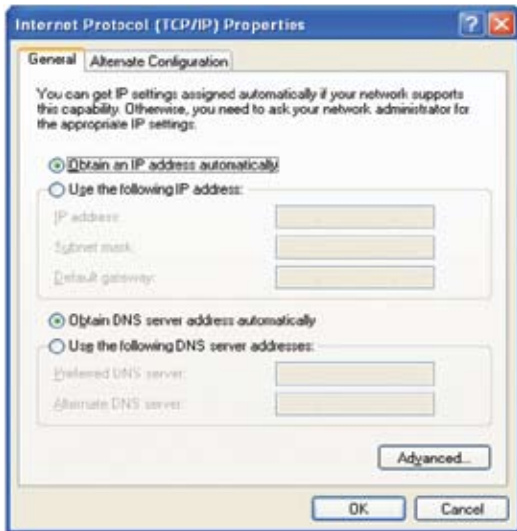 Internet Protocol (TCP/IP) Properties
General
Alternate Configuration
You can get IP settings assigned automatically if your network supports
this capability. Otherwise, you need to ask your network administrator for
the appropriate IP settings.
Obtain an IP address automatically
Use the following IP address:
IP address:
Subnet mask:
Default gateway:
Obtain DNS server address automatically
Use the following DNS server addresses:
Preferred DNS server:
Alternate DNS server:
Advanced...
OK
Cancel